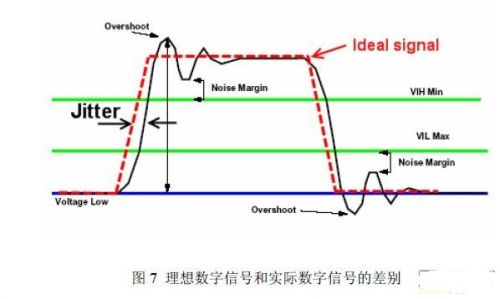 Overshoot
Ideal signal
Noise Margin
VIH Min
Jitter
VIL Max
Noise Margin
Voltage Low
Overshoot
图 7 理想数字信号和实际数字信号的差别